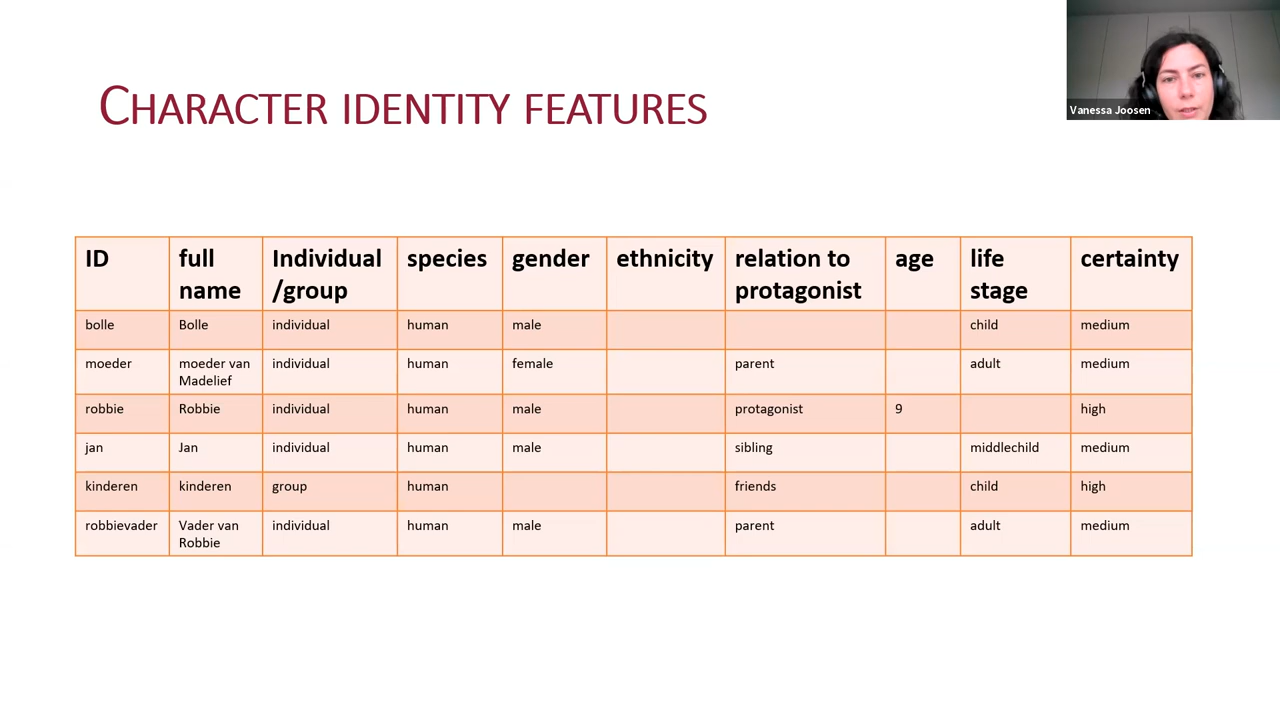 CHARACTER IDENTITY FEATURES
Vanessa Joosen
ID full name Individual /group species gender ethnicity relation to protagonist age life stage certainty
bolle Bolle individual human male child medium
moeder moeder van Madelief individual human female parent adult medium
robbie Robbie individual human male protagonist 9 high
jan Jan individual human male sibling middlechild medium
kinderen kinderen group human friends child high
robbievader Vader van Robbie individual human male parent adult medium